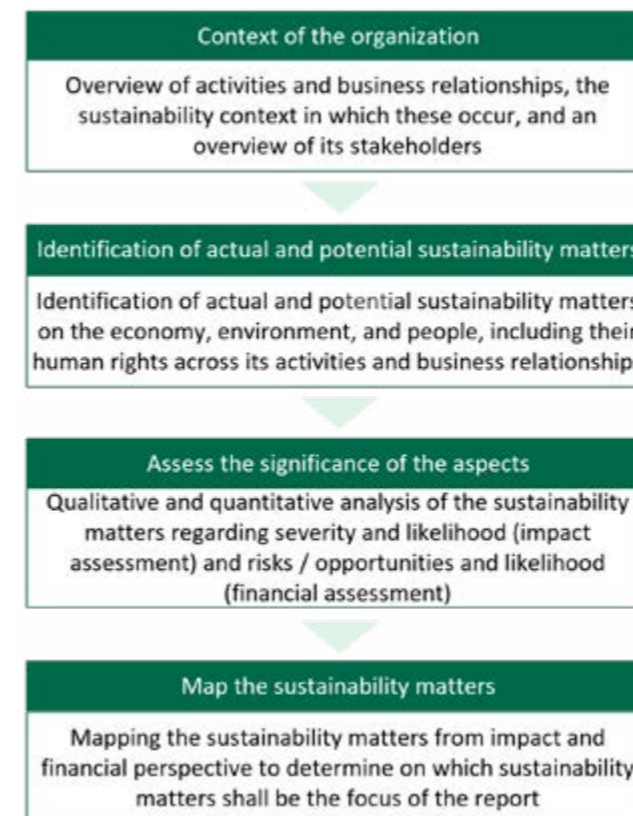 Context of the organization
Overview of activities and business relationships, the
sustainability context in which these occur, and an
overview of its stakeholders
Identification of actual and potential sustainability matters
Identification of actual and potential sustainability matters
on the economy, environment, and people, including their
human rights across its activities and business relationship
Assess the significance of the aspects
Qualitative and quantitative analysis of the sustainability
matters regarding severity and likelihood (impact
assessment) and risks / opportunities and likelihood
(financial assessment)
Map the sustainability matters
Mapping the sustainability matters from impact and
financial perspective to determine on which sustainability
matters shall be the focus of the report